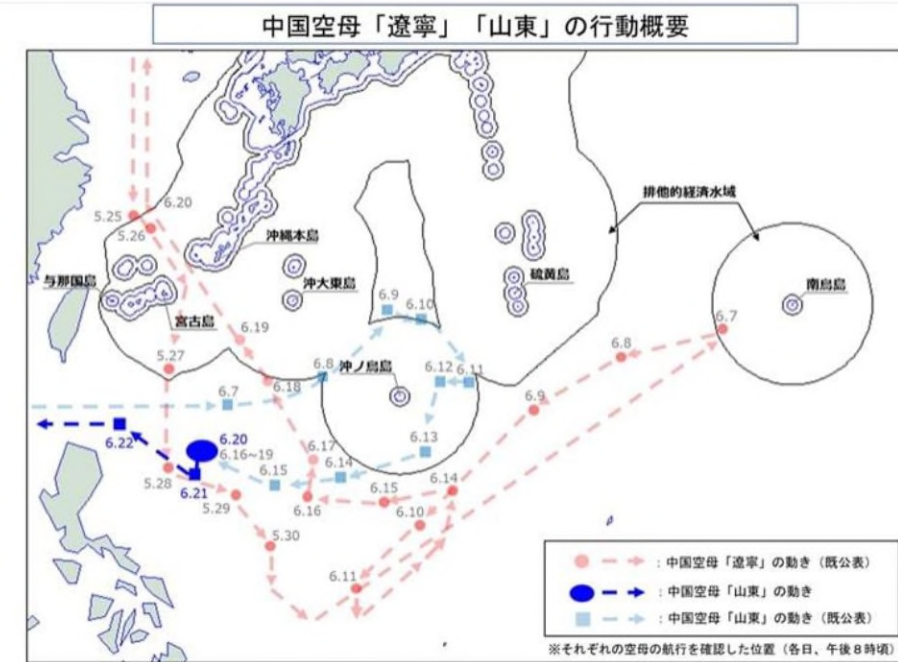 中国空母「遼寧」「山東」の行動概要
排他的経済水域
6.20
5.25
5.26
沖縄本島
与那国島
沖大東島
硫黄島
南鳥島
宮古島
6.9
6.10
6.7
6.19
6.8
5.27
6.8
沖ノ鳥島
6.12
6.11
6.18
6.7
6.9
6.22
6.20
6.16~19
6.17
6.13
6.21
6.15
6.14
6.14
5.28
5.29
6.16
6.15
6.10
5.30
6.11
:中国空母「遼寧」の動き(既公表)
:中国空母「山東」の動き
:中国空母「山東」の動き(既公表)
※それぞれの空母の航行を確認した位置(各日、午後8時頃)